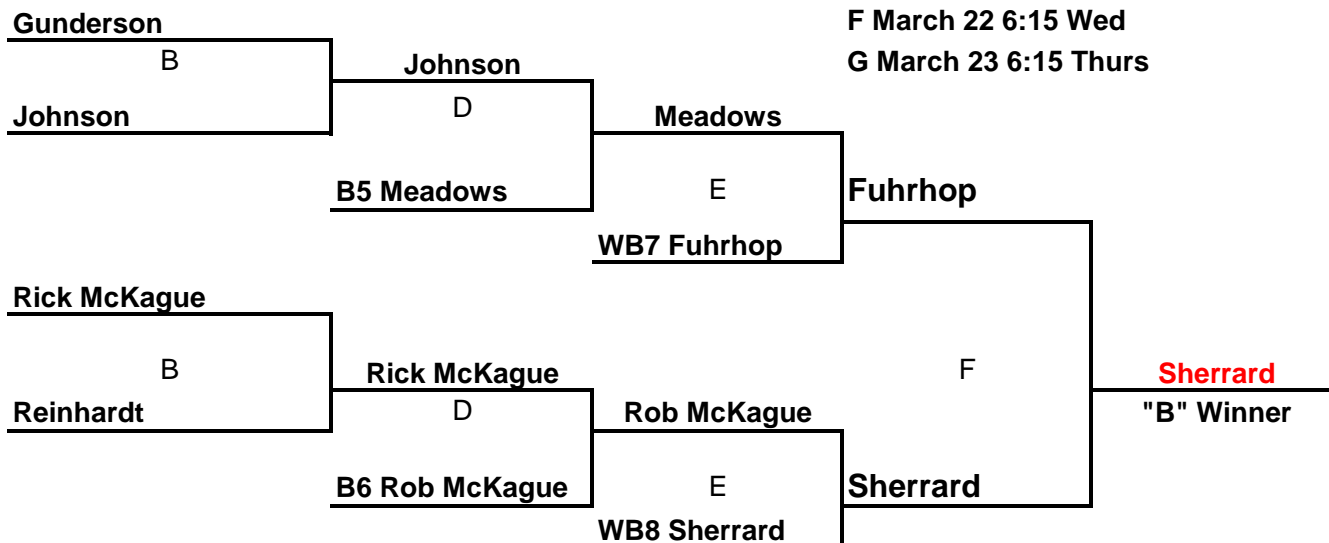 Gunderson
F March 22 6:15 Wed
B
Johnson
G March 23 6:15 Thurs
Johnson
D
Meadows
B5 Meadows
E
Fuhrhop
WB7 Fuhrhop
Rick McKague
B
Rick McKague
F
Sherrard
Reinhardt
D
Rob McKague
"B" Winner
B6 Rob McKague
E
Sherrard
WB8 Sherrard